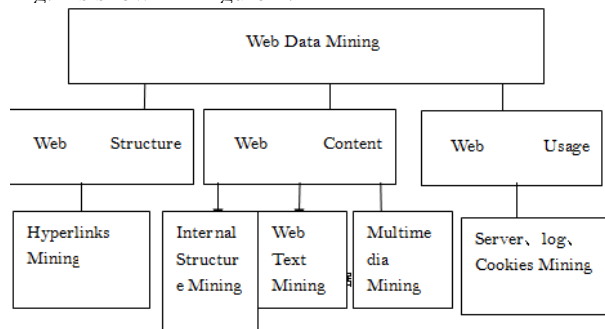 Web Data Mining
Web Structure
Web Content
Web Usage
Hyperlinks
Mining
Internal
Structur
e Mining
Web
Text
Mining
Multime
dia
Mining
Server、log、
Cookies Mining